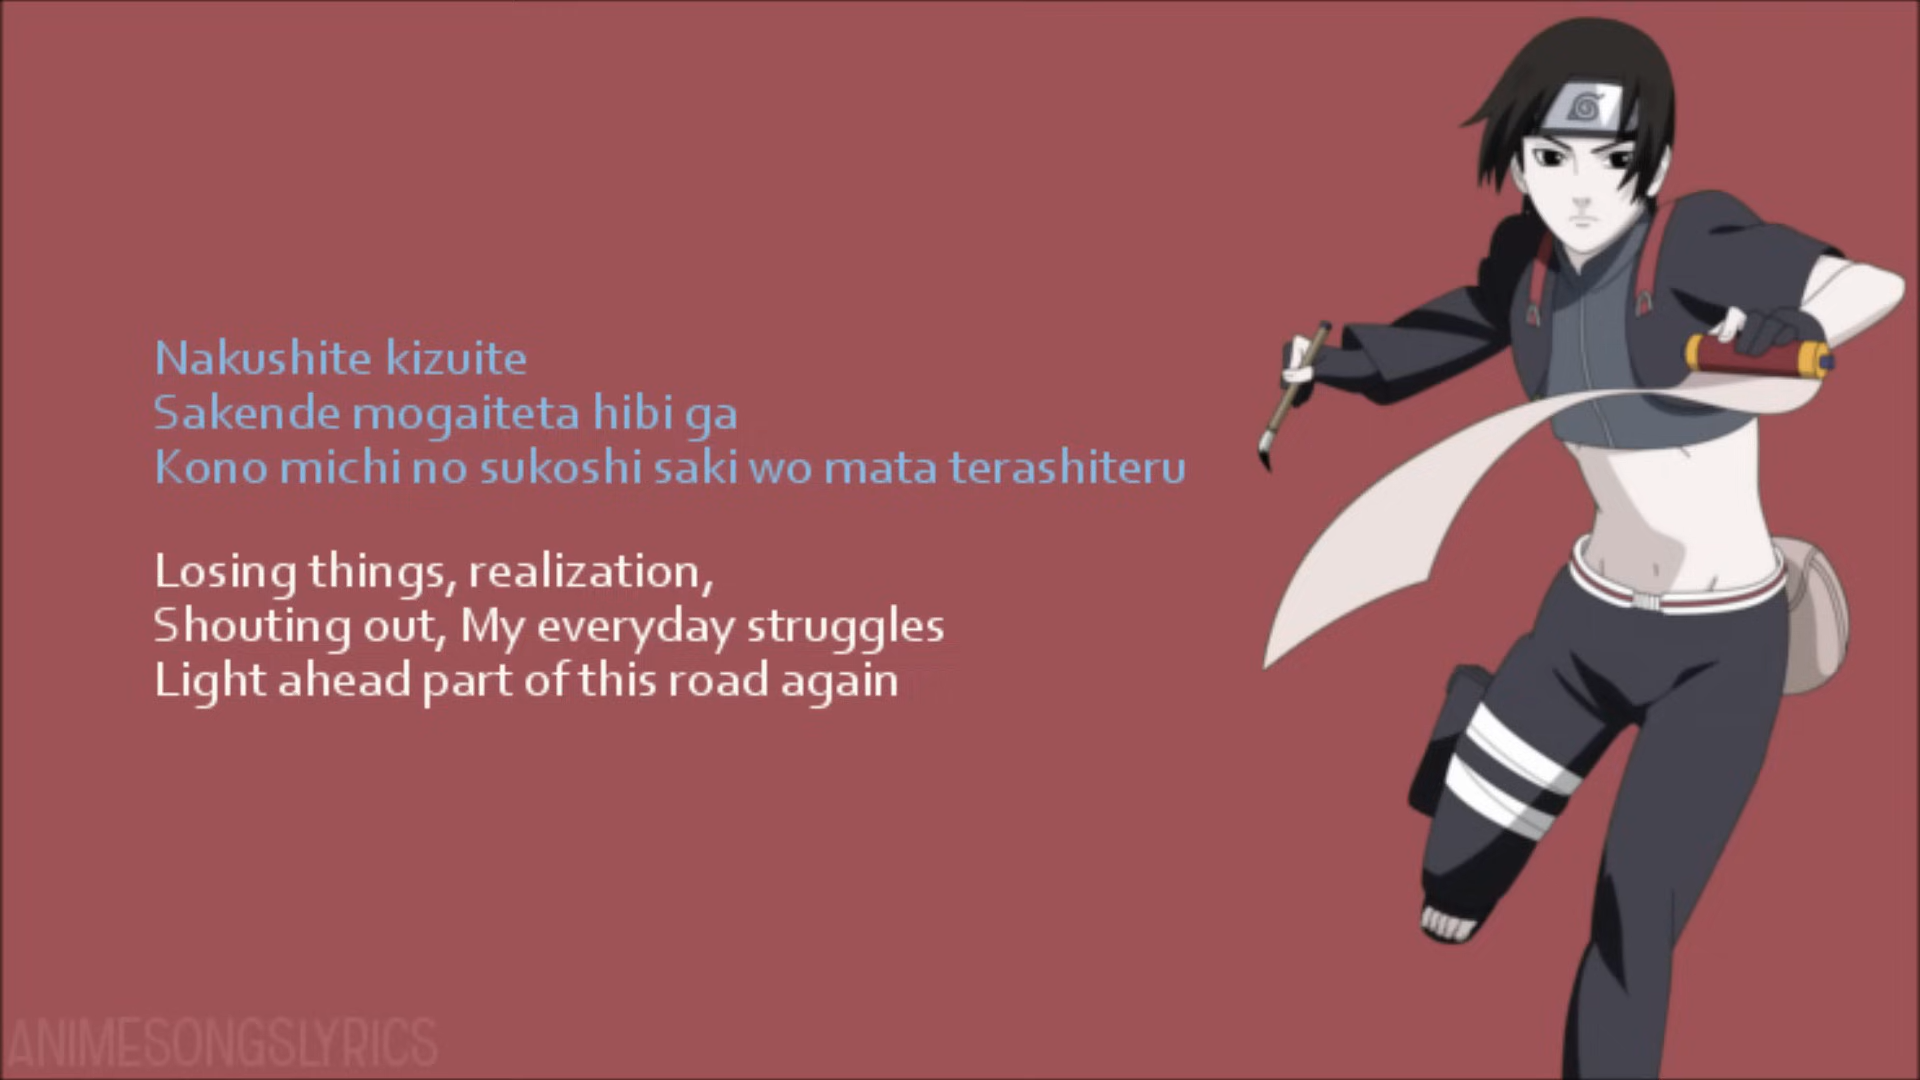 Nakushite kizuite
Sakende mogaiteta hibi ga
Kono michi no sukoshi saki wo mata terashiteru
Losing things, realization,
Shouting out, My everyday struggles
Light ahead part of this road again
ANIMESONGSLYRICS